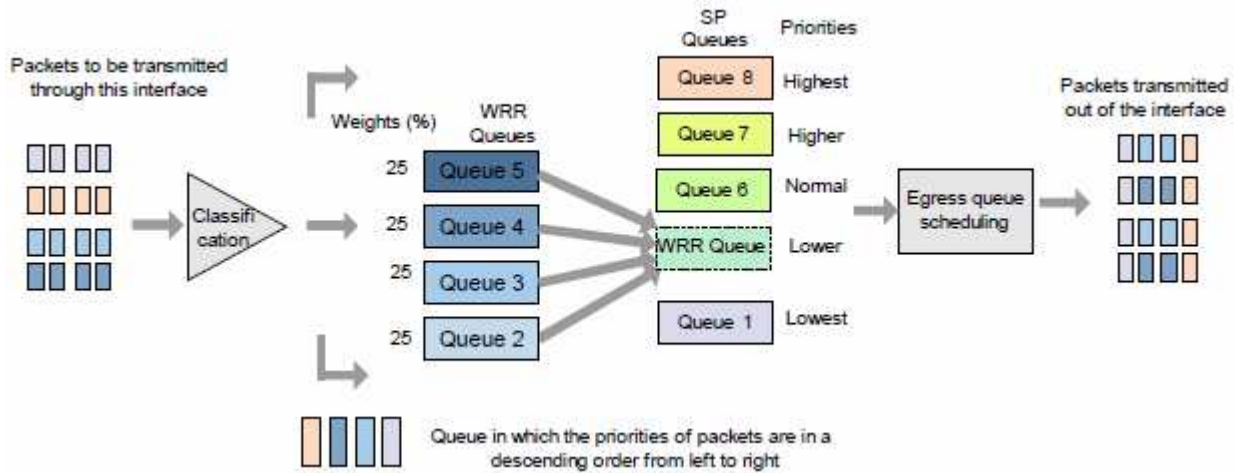 SP
Queues
Priorities
Packets to be transmitted
through this interface
Queue 8
Highest
Packets transmitted
out of the interface
Weights (%)
WRR
Queues
Queue 7
Higher
25
Queue 5
Queue 6
Normal
Classifi
cation
25
Queue 4
Egress queue
scheduling
WRR Queue
Lower
25
Queue 3
25
Queue 2
Queue 1
Lowest
Queue in which the priorities of packets are in a
descending order from left to right